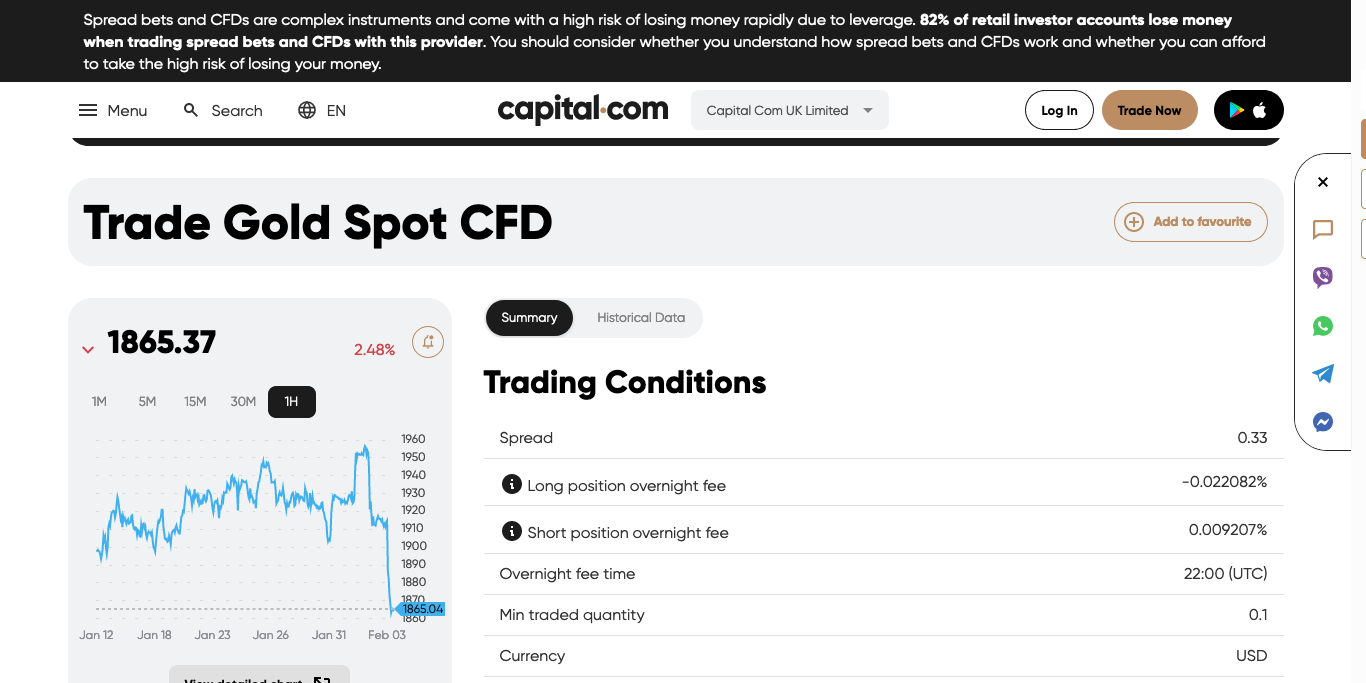 Spread bets and CFDs are complex instruments and come with a high risk of losing money rapidly due to leverage. 82% of retail investor accounts lose money
when trading spread bets and CFDs with this provider. You should consider whether you understand how spread bets and CFDs work and whether you can afford
to take the high risk of losing your money.
Menu
Search
EN
capital.com
Capital Com UK Limited
Log In
Trade Now
Trade Gold Spot CFD
Add to favourite
1865.37
2.48%
1M 5M 15M 30M 1H
1960
1950
1940
1930
1920
1910
1900
1890
1880
1870
1865.04
1860
Jan 12 Jan 18 Jan 23 Jan 26 Jan 31 Feb 03
View detailed chart
Summary
Historical Data
Trading Conditions
Spread 0.33
Long position overnight fee -0.022082%
Short position overnight fee 0.009207%
Overnight fee time 22:00 (UTC)
Min traded quantity 0.1
Currency USD